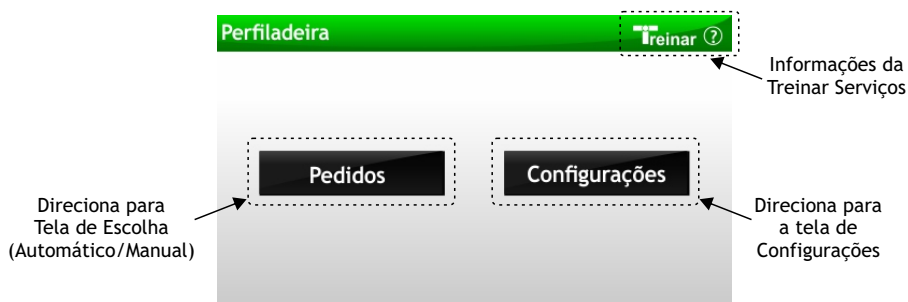 Perfiladeira
Treinar ?
Informações da
Treinar Serviços
Pedidos
Configurações
Direciona para
Tela de Escolha
(Automático/Manual)
Direciona para
a tela de
Configurações